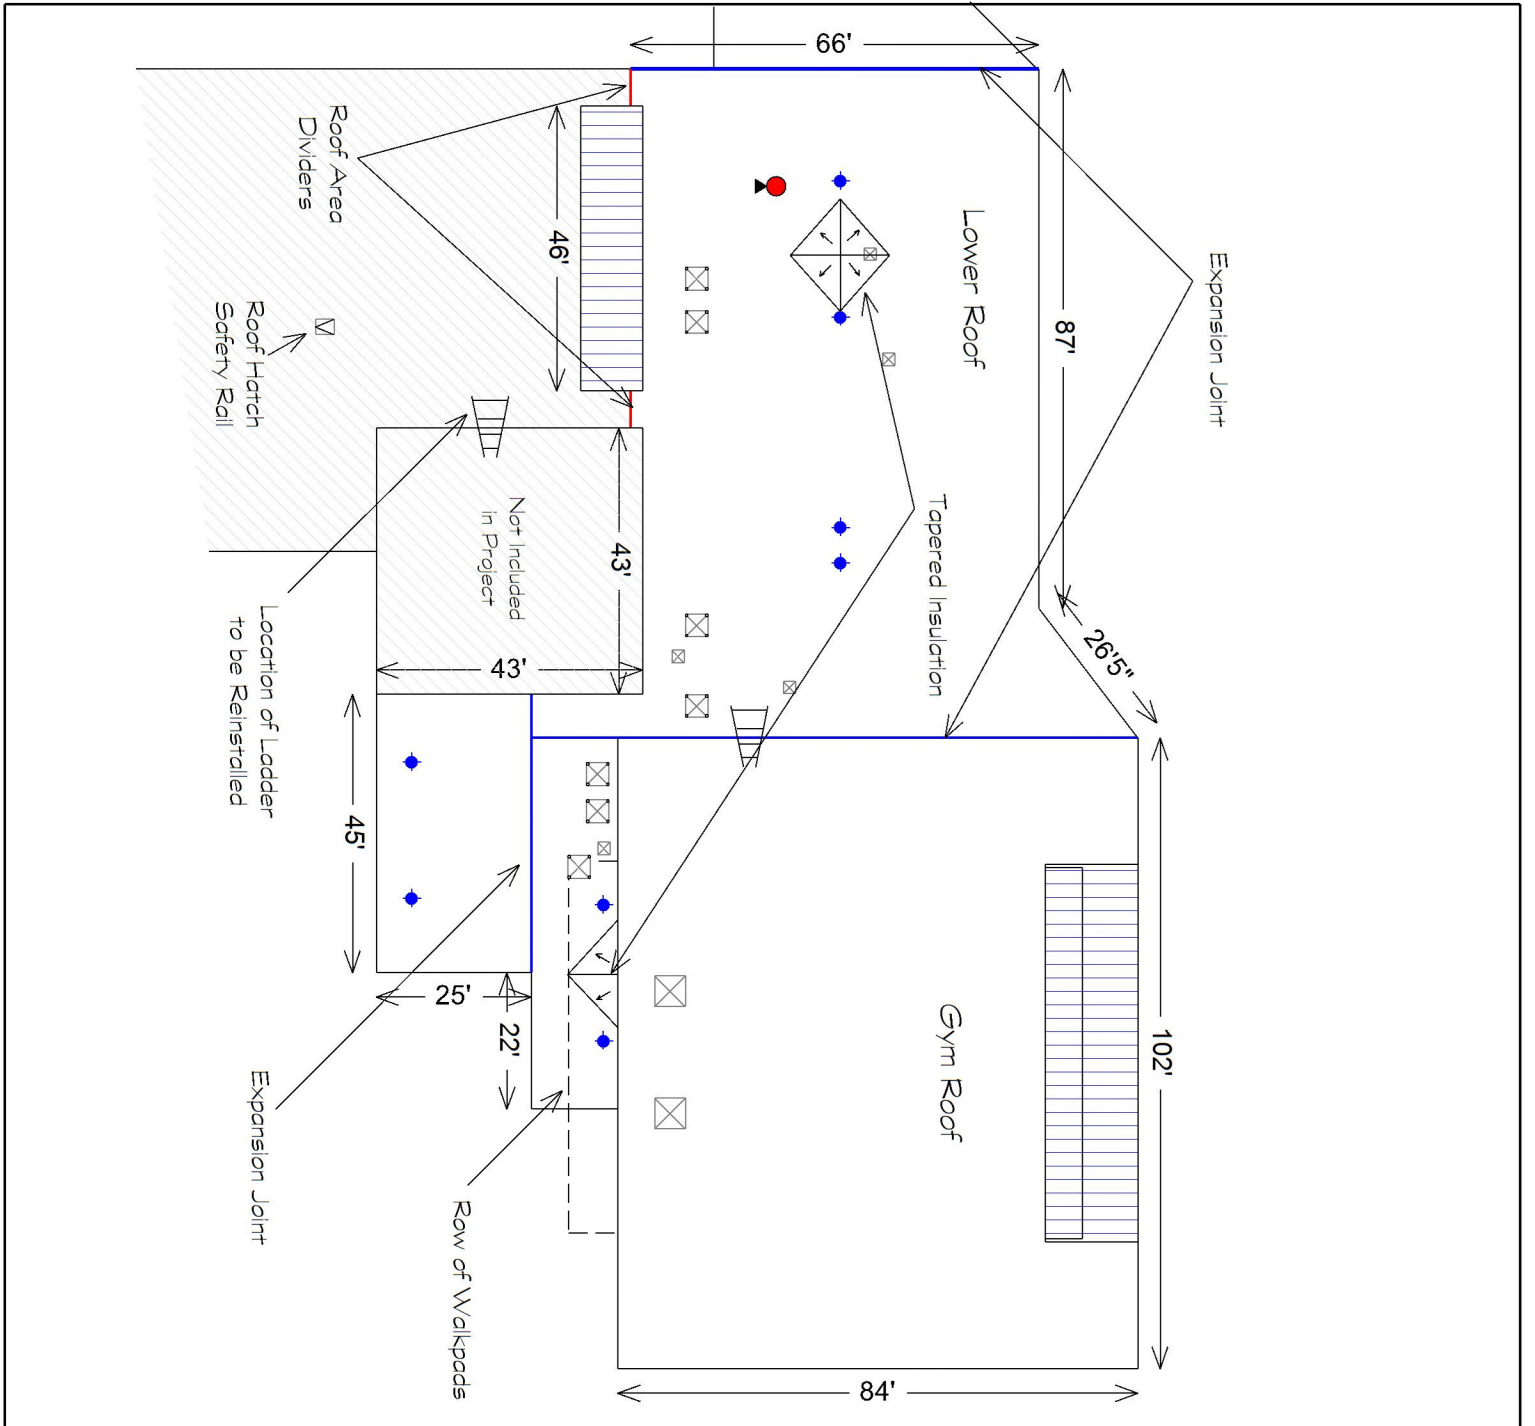 66'
Roof Area
Dividers
46'
Lower Roof
87'
Expansion Joint
Roof Hatch
Safety Rail
Not Included
in Project
43'
43'
Tapered Insulation
26'5"
Location of Ladder
to be Reinstalled
45'
25'
22'
Gym Roof
102'
Expansion Joint
Row of Walkpads
84'